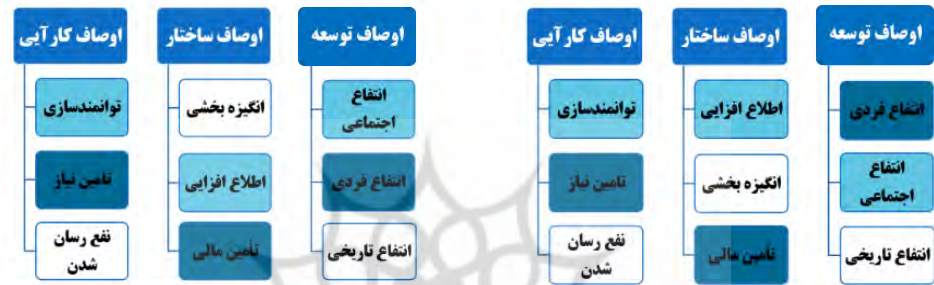 اوصاف توسعه
انتفاع فردی
انتفاع
اجتماعی
انتفاع تاریخی
اوصاف ساختار
اطلاع افزایی
انگیزه بخشی
تأمین مالی
اوصاف کارآیی
توانمندسازی
تامین نیاز
نفع رسان
شدن
اوصاف توسعه
انتفاع
اجتماعی
انتفاع فردی
انتفاع تاریخی
اوصاف ساختار
انگیزه بخشی
اطلاع افزایی
تأمین مالی
اوصاف کارآیی
توانمندسازی
تامین نیاز
نفع رسان
شدن